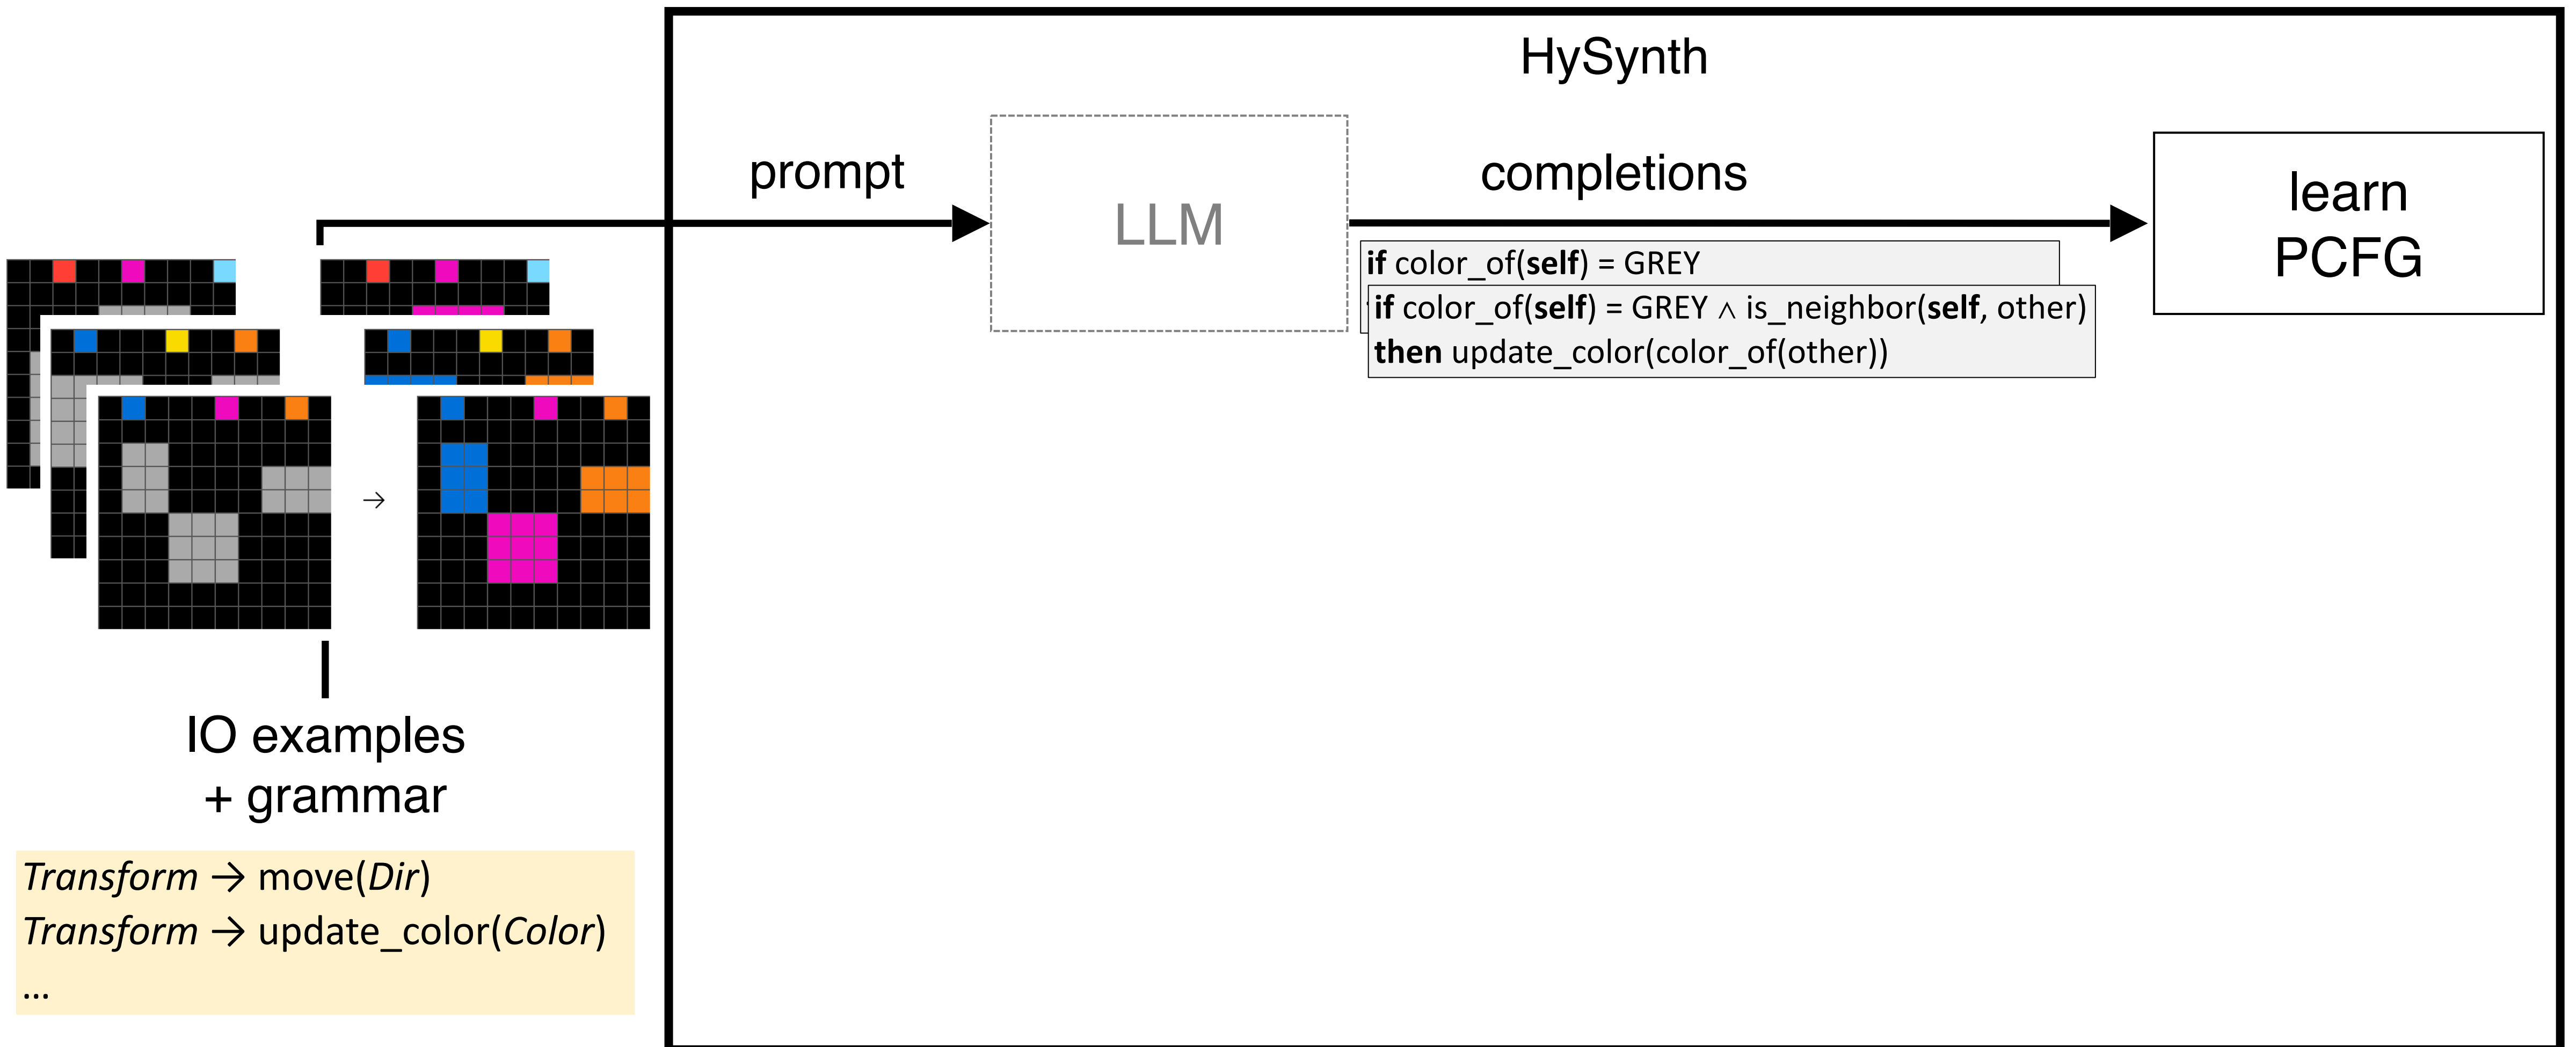 HySynth
prompt
LLM
completions
learn
PCFG
if color_of(self) = GREY
if color_of(self) = GREY ∧ is_neighbor(self, other)
then update_color(color_of(other))
→
IO examples
+ grammar
Transform → move(Dir)
Transform → update_color(Color)
...